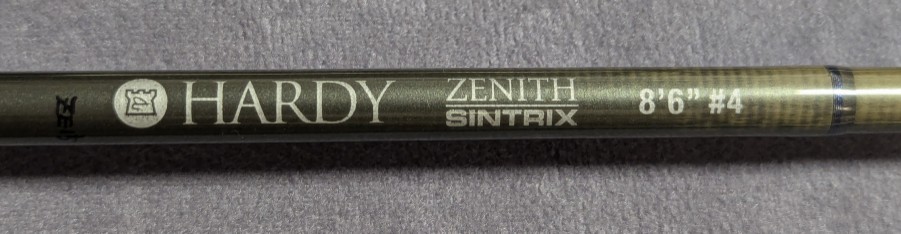 HARDY
ZENITH
SINTRIX
8'6" #4